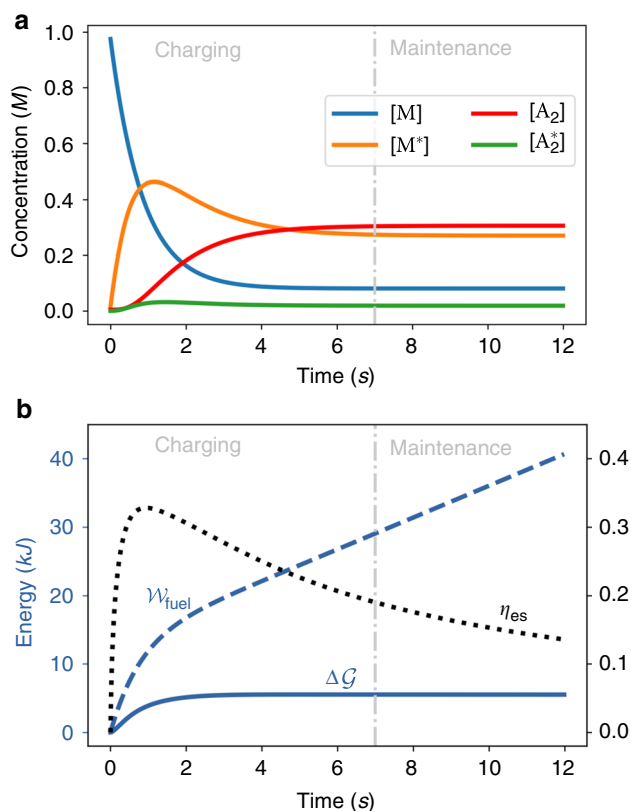 a
Charging
Maintenance
1.0
0.8
0.6
0.4
0.2
0.0
Concentration (M)
[M]
[A₂]
[M*]
[A₂*]
0 2 4 6 8 10 12
Time (s)
b
Charging
Maintenance
40
30
20
10
0
Energy (kJ)
0.4
0.3
0.2
0.1
0.0
𝒲fuel
ηes
Δ𝒢
0 2 4 6 8 10 12
Time (s)